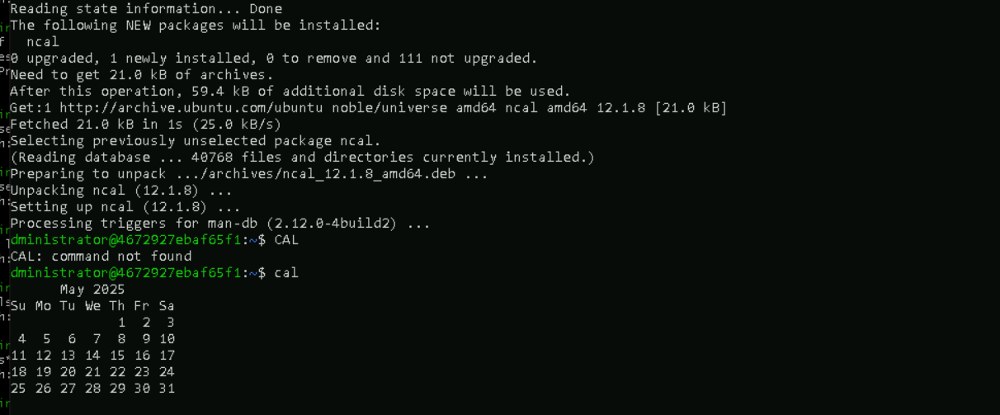 Reading state information... Done
The following NEW packages will be installed:
  ncal
0 upgraded, 1 newly installed, 0 to remove and 111 not upgraded.
Need to get 21.0 kB of archives.
After this operation, 59.4 kB of additional disk space will be used.
Get:1 http://archive.ubuntu.com/ubuntu noble/universe amd64 ncal amd64 12.1.8 [21.0 kB]
Fetched 21.0 kB in 1s (25.0 kB/s)
Selecting previously unselected package ncal.
(Reading database ... 40768 files and directories currently installed.)
Preparing to unpack .../archives/ncal_12.1.8_amd64.deb ...
Unpacking ncal (12.1.8) ...
Setting up ncal (12.1.8) ...
Processing triggers for man-db (2.12.0-4build2) ...
dministrator@4672927ebaf65f1:~$ CAL
CAL: command not found
dministrator@4672927ebaf65f1:~$ cal
      May 2025
Su Mo Tu We Th Fr Sa
             1  2  3
 4  5  6  7  8  9 10
11 12 13 14 15 16 17
18 19 20 21 22 23 24
25 26 27 28 29 30 31